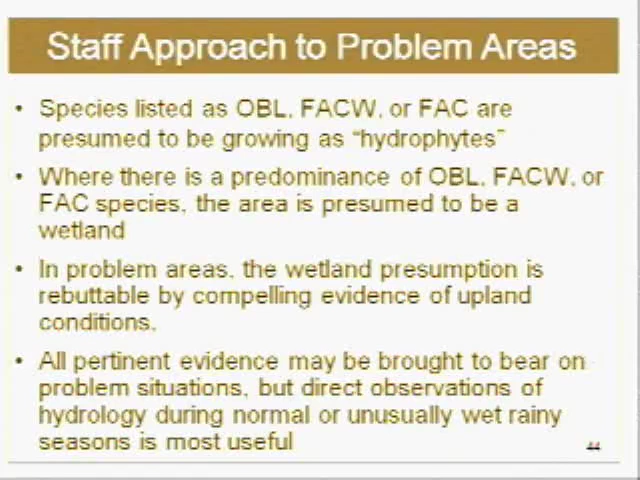 Staff Approach to Problem Areas
• Species listed as OBL, FACW, or FAC are
presumed to be growing as “hydrophytes”
• Where there is a predominance of OBL, FACW, or
FAC species, the area is presumed to be a
wetland
• In problem areas, the wetland presumption is
rebuttable by compelling evidence of upland
conditions.
• All pertinent evidence may be brought to bear on
problem situations, but direct observations of
hydrology during normal or unusually wet rainy
seasons is most useful
44